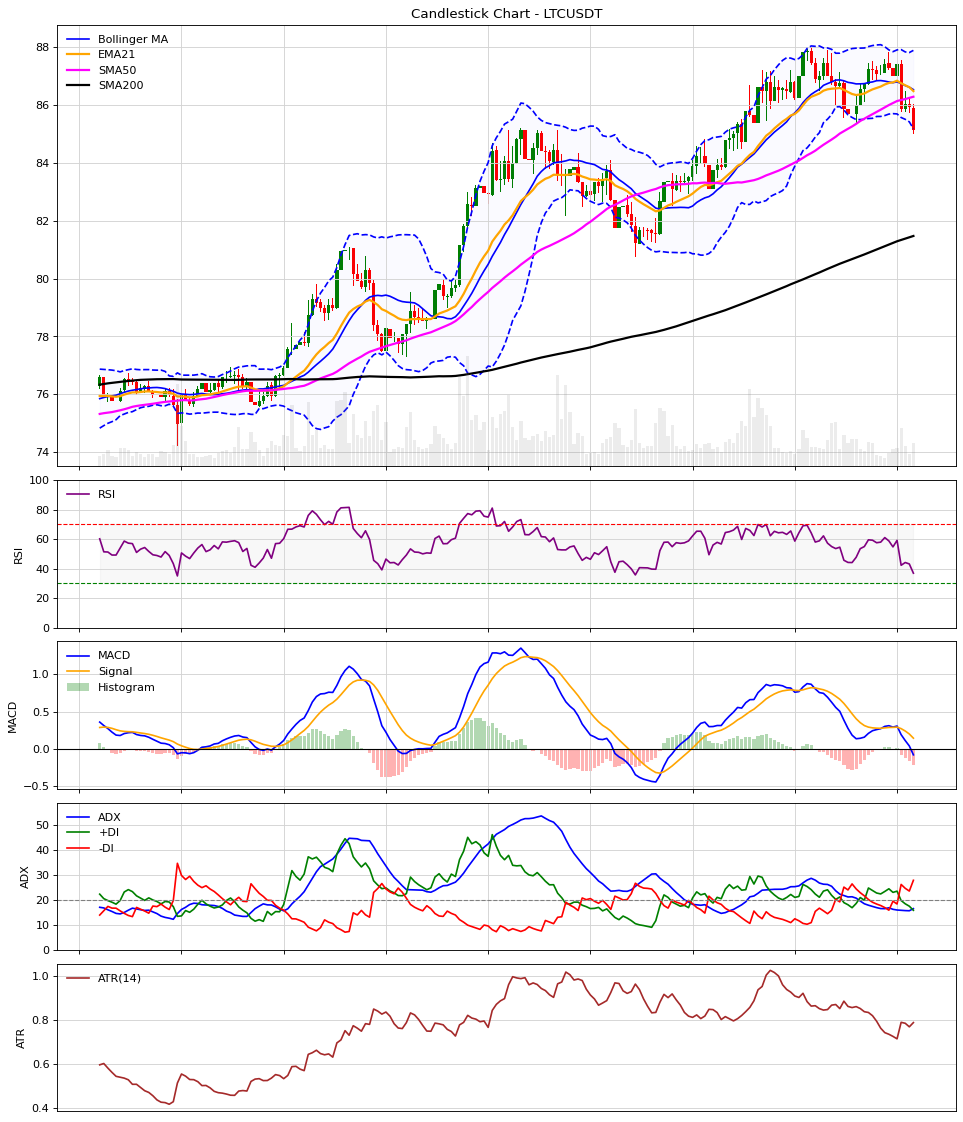 Candlestick Chart - LTCUSDT
Bollinger MA
EMA21
SMA50
SMA200
88
86
84
82
80
78
76
74
RSI
RSI
100
80
60
40
20
0
MACD
Signal
Histogram
MACD
1.0
0.5
0.0
−0.5
ADX
+DI
-DI
ADX
50
40
30
20
10
0
ATR(14)
ATR
1.0
0.8
0.6
0.4